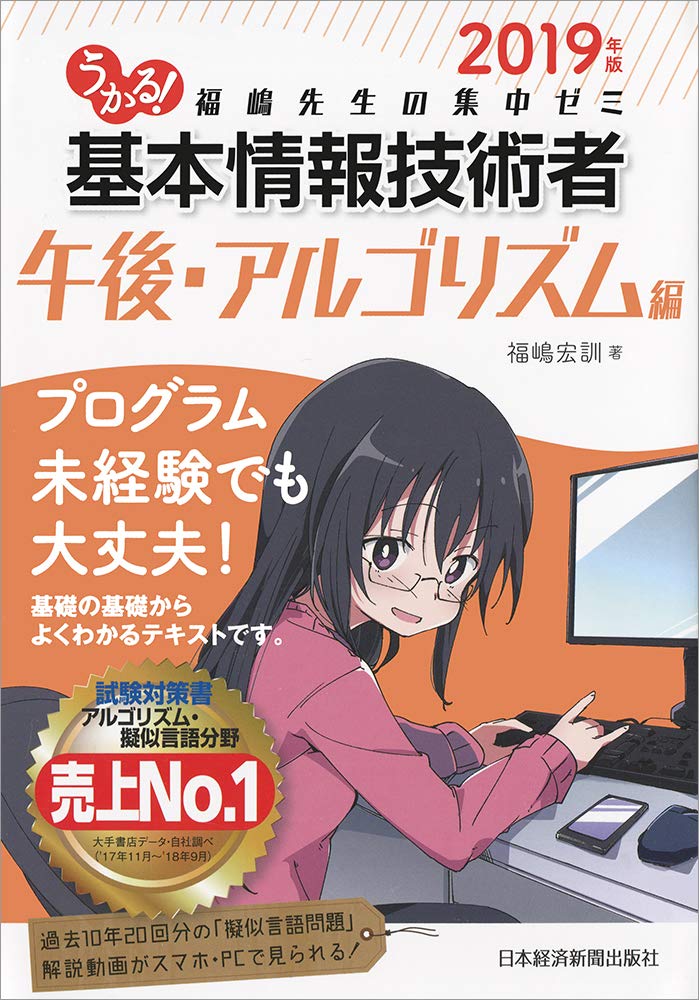 2019年版
うかる!
福嶋先生の集中ゼミ
基本情報技術者
午後・アルゴリズム編
福嶋宏訓 著
プログラム
未経験でも
大丈夫!
基礎の基礎から
よくわかるテキストです。
試験対策書
アルゴリズム・
擬似言語分野
売上No.1
大手書店データ・自社調べ
('17年11月〜'18年9月)
過去10年20回分の「擬似言語問題」
解説動画がスマホ・PCで見られる!
日本経済新聞出版社